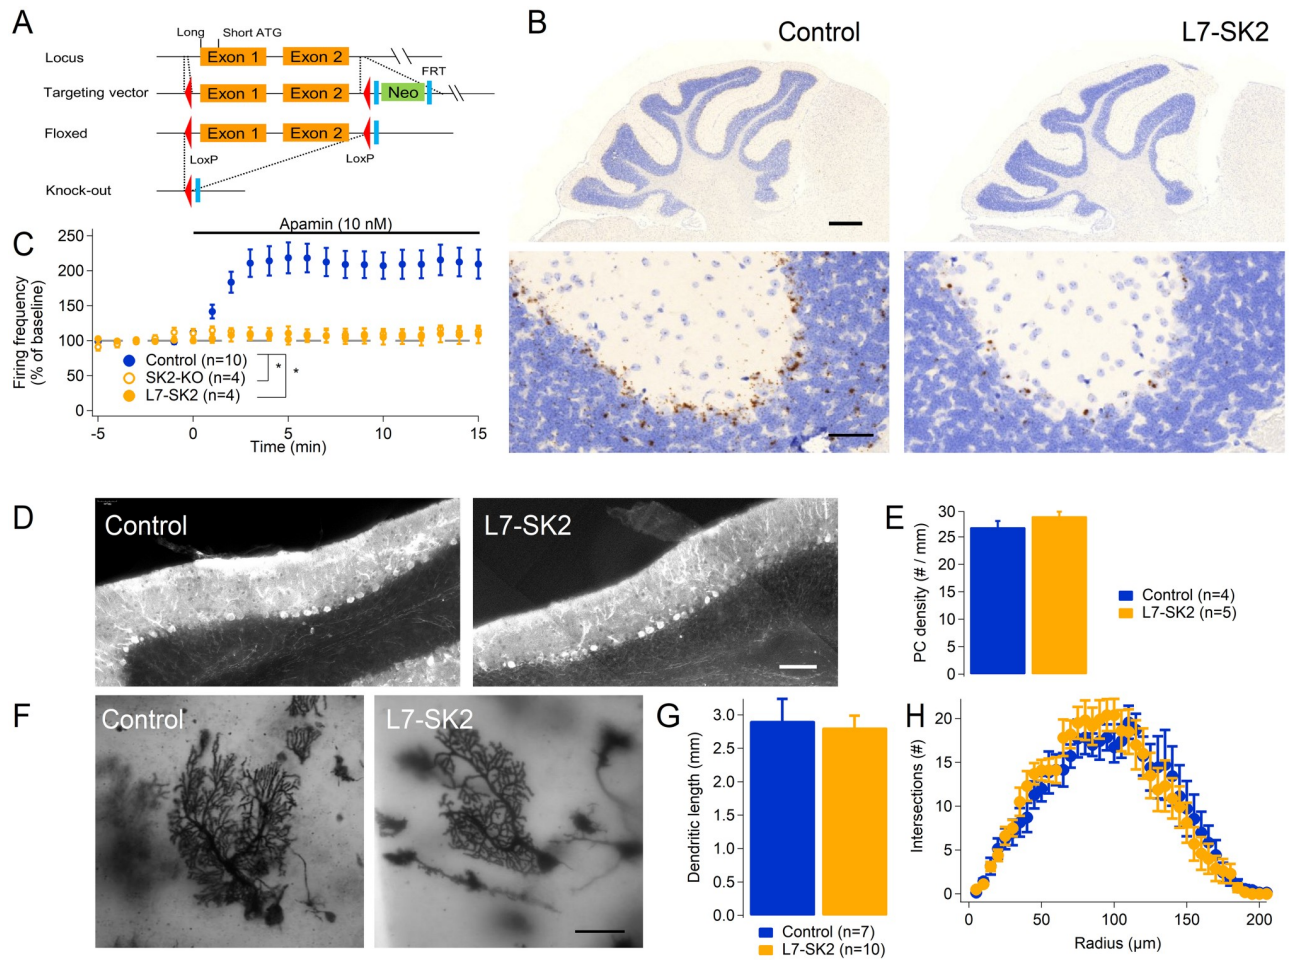 A
Long
Short ATG
Locus
Exon 1
Exon 2
FRT
Targeting vector
Exon 1
Exon 2
Neo
Floxed
Exon 1
Exon 2
LoxP
LoxP
Knock-out
B
Control
L7-SK2
C
Apamin (10 nM)
250
200
150
100
50
0
Firing frequency
(% of baseline)
Control (n=10)
SK2-KO (n=4)
L7-SK2 (n=4)
*
*
-5
0
5
10
15
Time (min)
D
Control
L7-SK2
E
30
25
20
15
10
5
0
PC density (# / mm)
Control (n=4)
L7-SK2 (n=5)
F
Control
L7-SK2
G
3.0
2.5
2.0
1.5
1.0
0.5
0.0
Dendritic length (mm)
Control (n=7)
L7-SK2 (n=10)
H
20
15
10
5
0
Intersections (#)
0
50
100
150
200
Radius (µm)